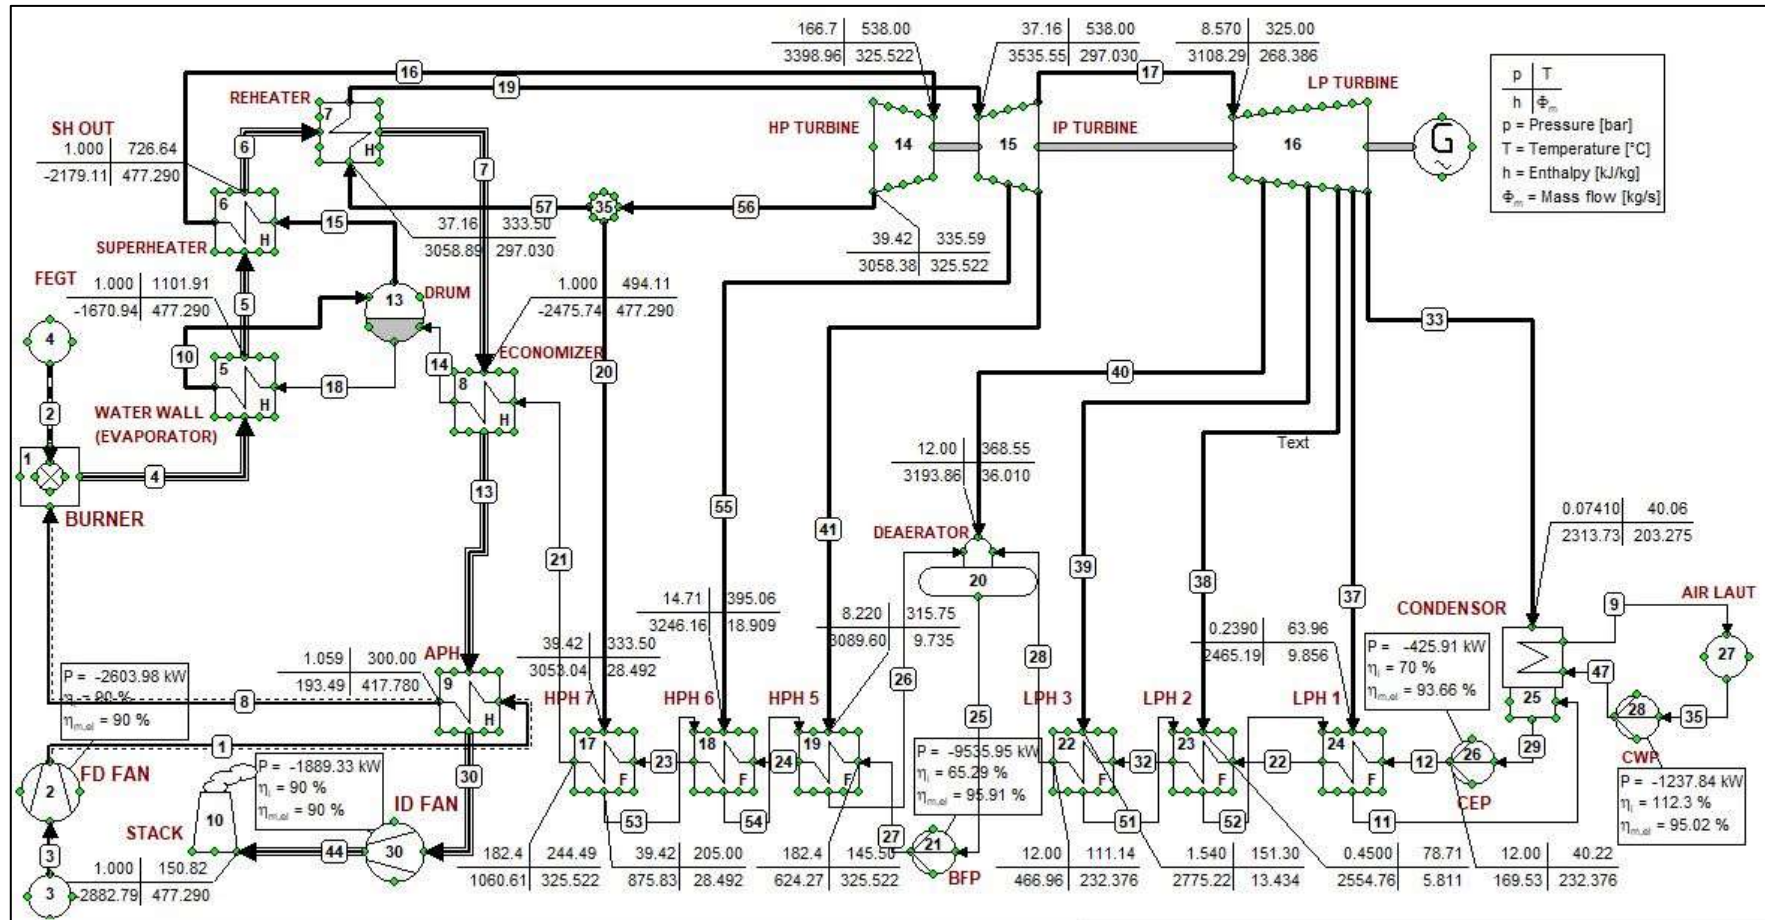 166.7 538.00
3398.96 325.522
37.16 538.00
3535.55 297.030
8.570 325.00
3108.29 268.386
p T
h Φm
p = Pressure [bar]
T = Temperature [°C]
h = Enthalpy [kJ/kg]
Φm = Mass flow [kg/s]
16
19
17
LP TURBINE
REHEATER
7
H
HP TURBINE
14
15
IP TURBINE
16
G
~
SH OUT
1.000 726.64
-2179.11 477.290
6
7
6
H
SUPERHEATER
15
57
35
56
37.16 333.50
3058.89 297.030
39.42 335.59
3058.38 325.522
FEGT
1.000 1101.91
-1670.94 477.290
5
13
DRUM
1.000 494.11
-2475.74 477.290
33
4
10
5
H
18
14
ECONOMIZER
8
H
20
40
2
WATER WALL
(EVAPORATOR)
Text
1
4
13
12.00 368.55
3193.86 36.010
BURNER
55
41
DEAERATOR
20
21
39
38
37
0.07410 40.06
2313.73 203.275
14.71 395.06
3246.16 18.909
8.220 315.75
3089.60 9.735
CONDENSOR
9
AIR LAUT
27
39.42 333.50
3053.04 28.492
0.2390 63.96
2465.19 9.856
P = -425.91 kW
ηi = 70 %
ηm,el = 93.66 %
47
25
P = -2603.98 kW
ηi = 90 %
ηm,el = 90 %
1.059 300.00
193.49 417.780
APH
9
H
28
26
25
8
1
HPH 7
HPH 6
HPH 5
LPH 3
LPH 2
LPH 1
28
35
17
F
23
18
F
24
19
F
22
F
32
23
F
22
24
F
12
26
29
CWP
CEP
FD FAN
2
P = -1889.33 kW
ηi = 90 %
ηm,el = 90 %
30
ID FAN
P = -9535.95 kW
ηi = 65.29 %
ηm,el = 95.91 %
P = -1237.84 kW
ηi = 112.3 %
ηm,el = 95.02 %
STACK
10
44
30
53
54
27
21
BFP
51
52
11
3
3
1.000 150.82
-2882.79 477.290
182.4 244.49
1060.61 325.522
39.42 205.00
875.83 28.492
182.4 145.50
624.27 325.522
12.00 111.14
466.96 232.376
1.540 151.30
2775.22 13.434
0.4500 78.71
2554.76 5.811
12.00 40.22
169.53 232.376